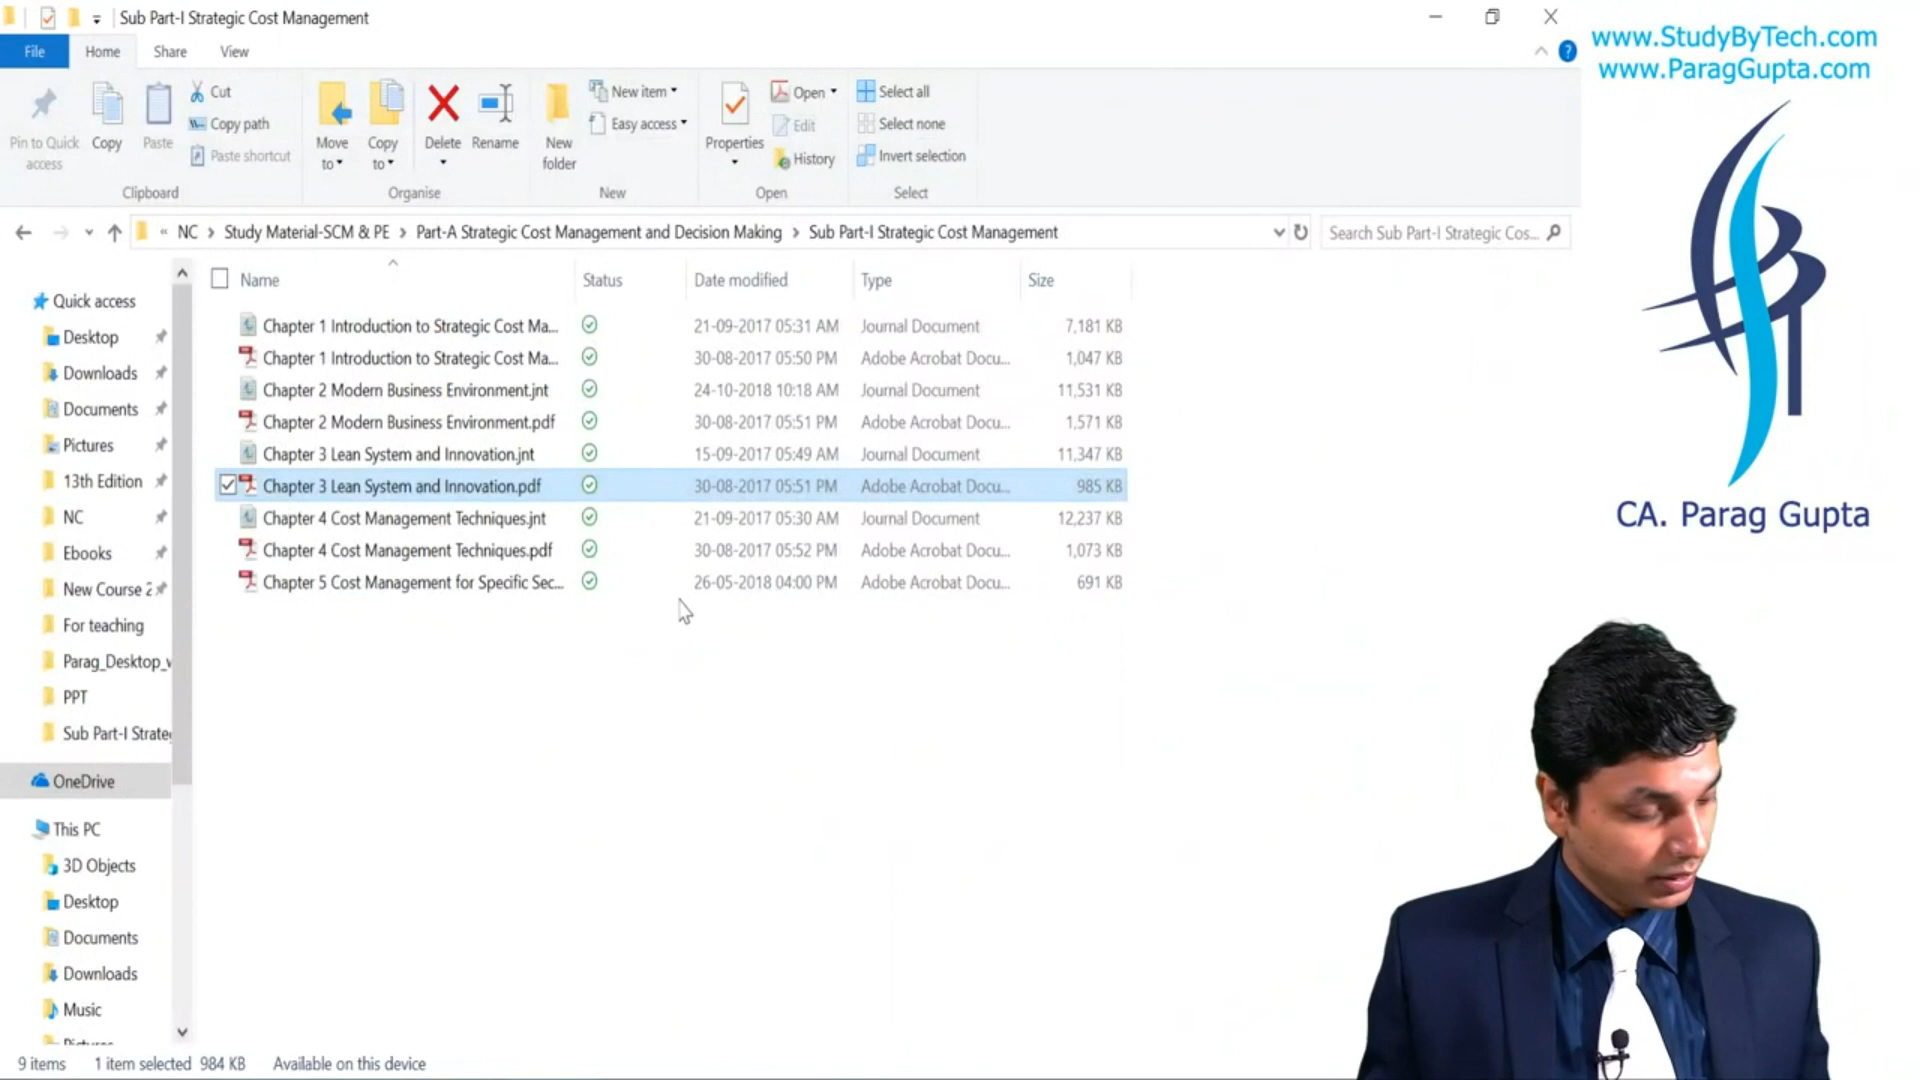 Sub Part-I Strategic Cost Management
www.StudyByTech.com
www.ParagGupta.com
File Home Share View
Pin to Quick access
Copy
Paste
Cut
Copy path
Paste shortcut
Clipboard
Move to
Copy to
Delete
Rename
Organise
New folder
New item
Easy access
New
Properties
Open
Edit
History
Open
Select all
Select none
Invert selection
Select
« NC > Study Material-SCM & PE > Part-A Strategic Cost Management and Decision Making > Sub Part-I Strategic Cost Management
Search Sub Part-I Strategic Cos...
Name Status Date modified Type Size
Chapter 1 Introduction to Strategic Cost Ma... 21-09-2017 05:31 AM Journal Document 7,181 KB
Chapter 1 Introduction to Strategic Cost Ma... 30-08-2017 05:50 PM Adobe Acrobat Docu... 1,047 KB
Chapter 2 Modern Business Environment.jnt 24-10-2018 10:18 AM Journal Document 11,531 KB
Chapter 2 Modern Business Environment.pdf 30-08-2017 05:51 PM Adobe Acrobat Docu... 1,571 KB
Chapter 3 Lean System and Innovation.jnt 15-09-2017 05:49 AM Journal Document 11,347 KB
Chapter 3 Lean System and Innovation.pdf 30-08-2017 05:51 PM Adobe Acrobat Docu... 985 KB
Chapter 4 Cost Management Techniques.jnt 21-09-2017 05:30 AM Journal Document 12,237 KB
Chapter 4 Cost Management Techniques.pdf 30-08-2017 05:52 PM Adobe Acrobat Docu... 1,073 KB
Chapter 5 Cost Management for Specific Sec... 26-05-2018 04:00 PM Adobe Acrobat Docu... 691 KB
Quick access
Desktop
Downloads
Documents
Pictures
13th Edition
NC
Ebooks
New Course 2
For teaching
Parag_Desktop_
PPT
Sub Part-I Strate
OneDrive
This PC
3D Objects
Desktop
Documents
Downloads
Music
CA. Parag Gupta
9 items 1 item selected 984 KB Available on this device